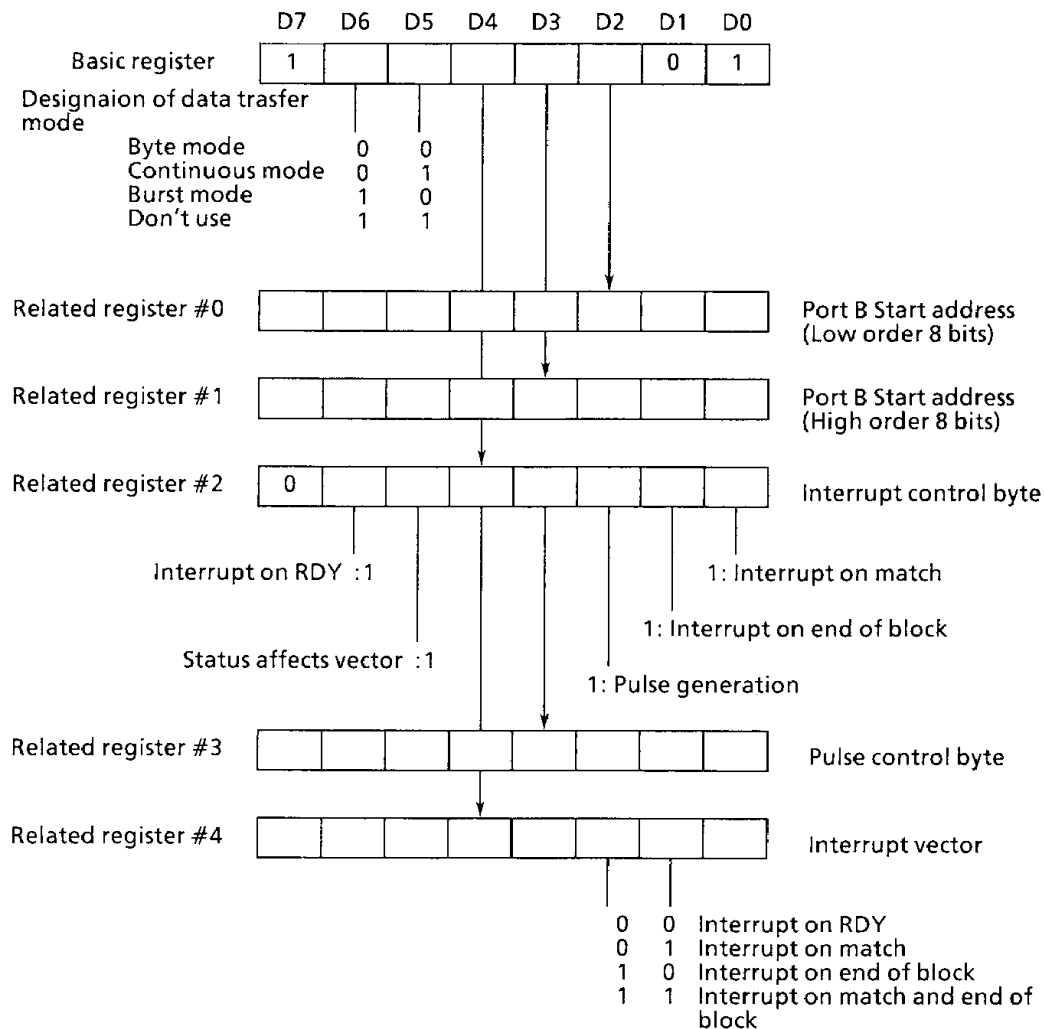 D7 D6 D5 D4 D3 D2 D1 D0
Basic register 1 0 1
Designaion of data trasfer
mode
Byte mode 0 0
Continuous mode 0 1
Burst mode 1 0
Don't use 1 1
Related register #0
Port B Start address
(Low order 8 bits)
Related register #1
Port B Start address
(High order 8 bits)
Related register #2 0 Interrupt control byte
Interrupt on RDY :1
1: Interrupt on match
1: Interrupt on end of block
Status affects vector :1
1: Pulse generation
Related register #3 Pulse control byte
Related register #4 Interrupt vector
0 0 Interrupt on RDY
0 1 Interrupt on match
1 0 Interrupt on end of block
1 1 Interrupt on match and end of
block